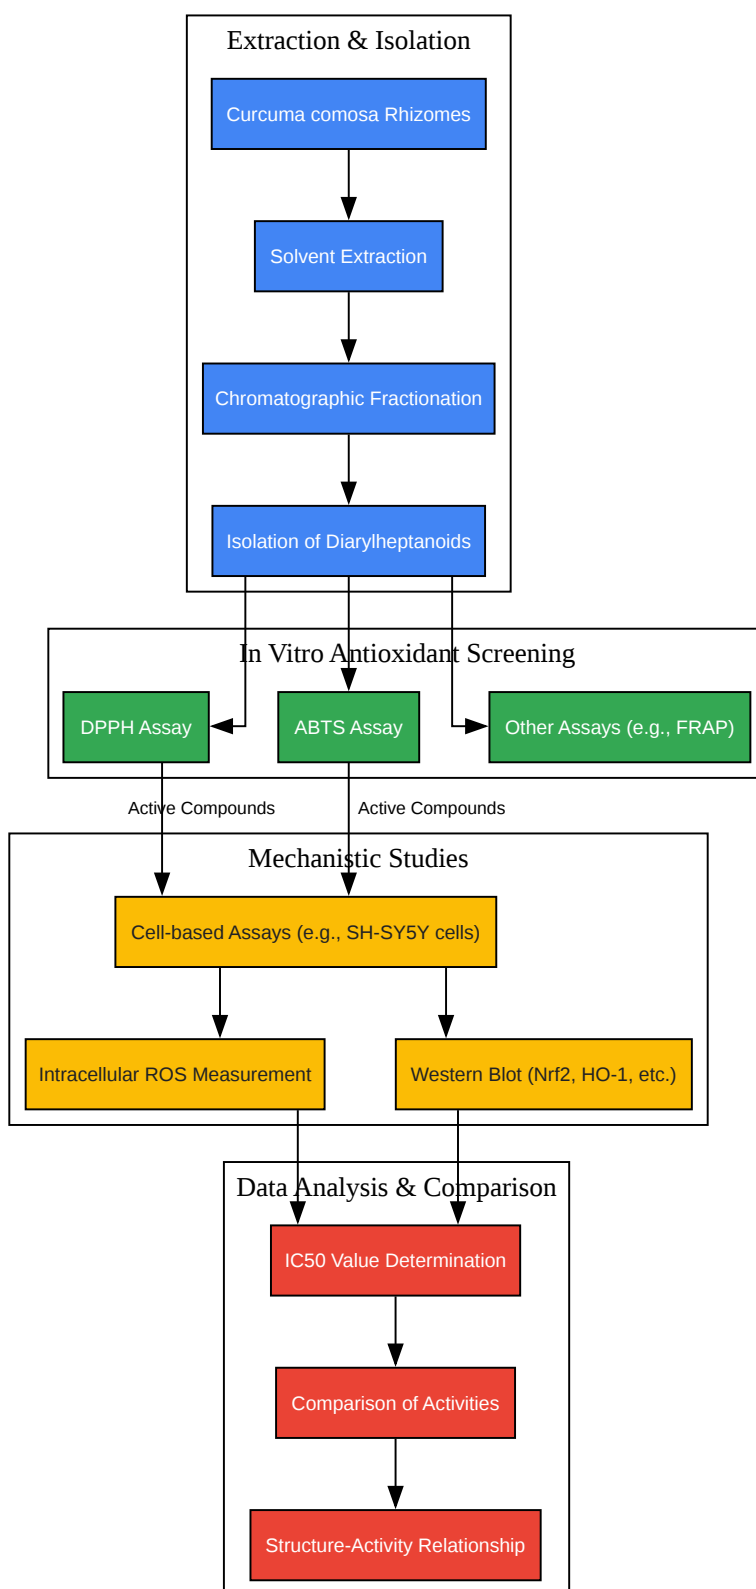 Extraction & Isolation
Curcuma comosa Rhizomes
Solvent Extraction
Chromatographic Fractionation
Isolation of Diarylheptanoids
In Vitro Antioxidant Screening
DPPH Assay
ABTS Assay
Other Assays (e.g., FRAP)
Active Compounds
Active Compounds
Mechanistic Studies
Cell-based Assays (e.g., SH-SY5Y cells)
Intracellular ROS Measurement
Western Blot (Nrf2, HO-1, etc.)
Data Analysis & Comparison
IC50 Value Determination
Comparison of Activities
Structure-Activity Relationship